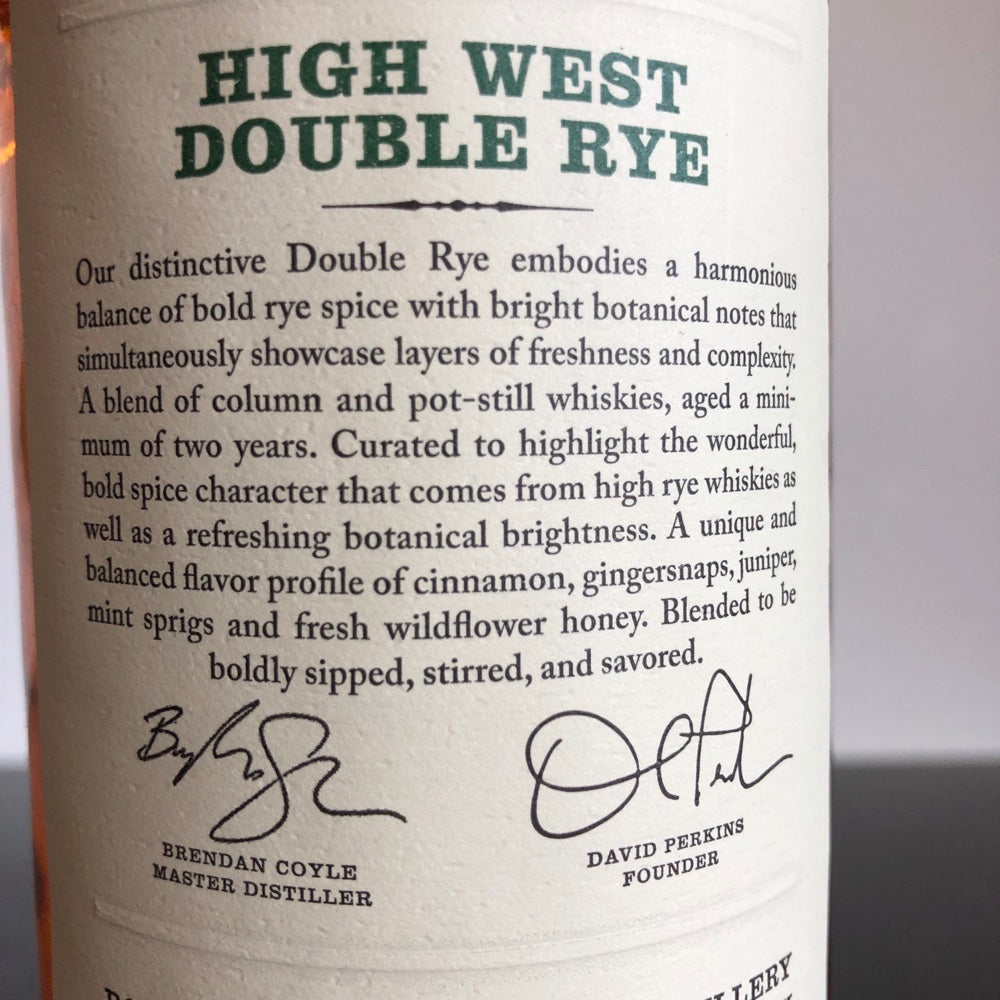 HIGH WEST
DOUBLE RYE
Our distinctive Double Rye embodies a harmonious
balance of bold rye spice with bright botanical notes that
simultaneously showcase layers of freshness and complexity.
A blend of column and pot-still whiskies, aged a mini-
mum of two years. Curated to highlight the wonderful,
bold spice character that comes from high rye whiskies as
well as a refreshing botanical brightness. A unique and
balanced flavor profile of cinnamon, gingersnaps, juniper,
mint sprigs and fresh wildflower honey. Blended to be
boldly sipped, stirred, and savored.
BRENDAN COYLE
MASTER DISTILLER
DAVID PERKINS
FOUNDER